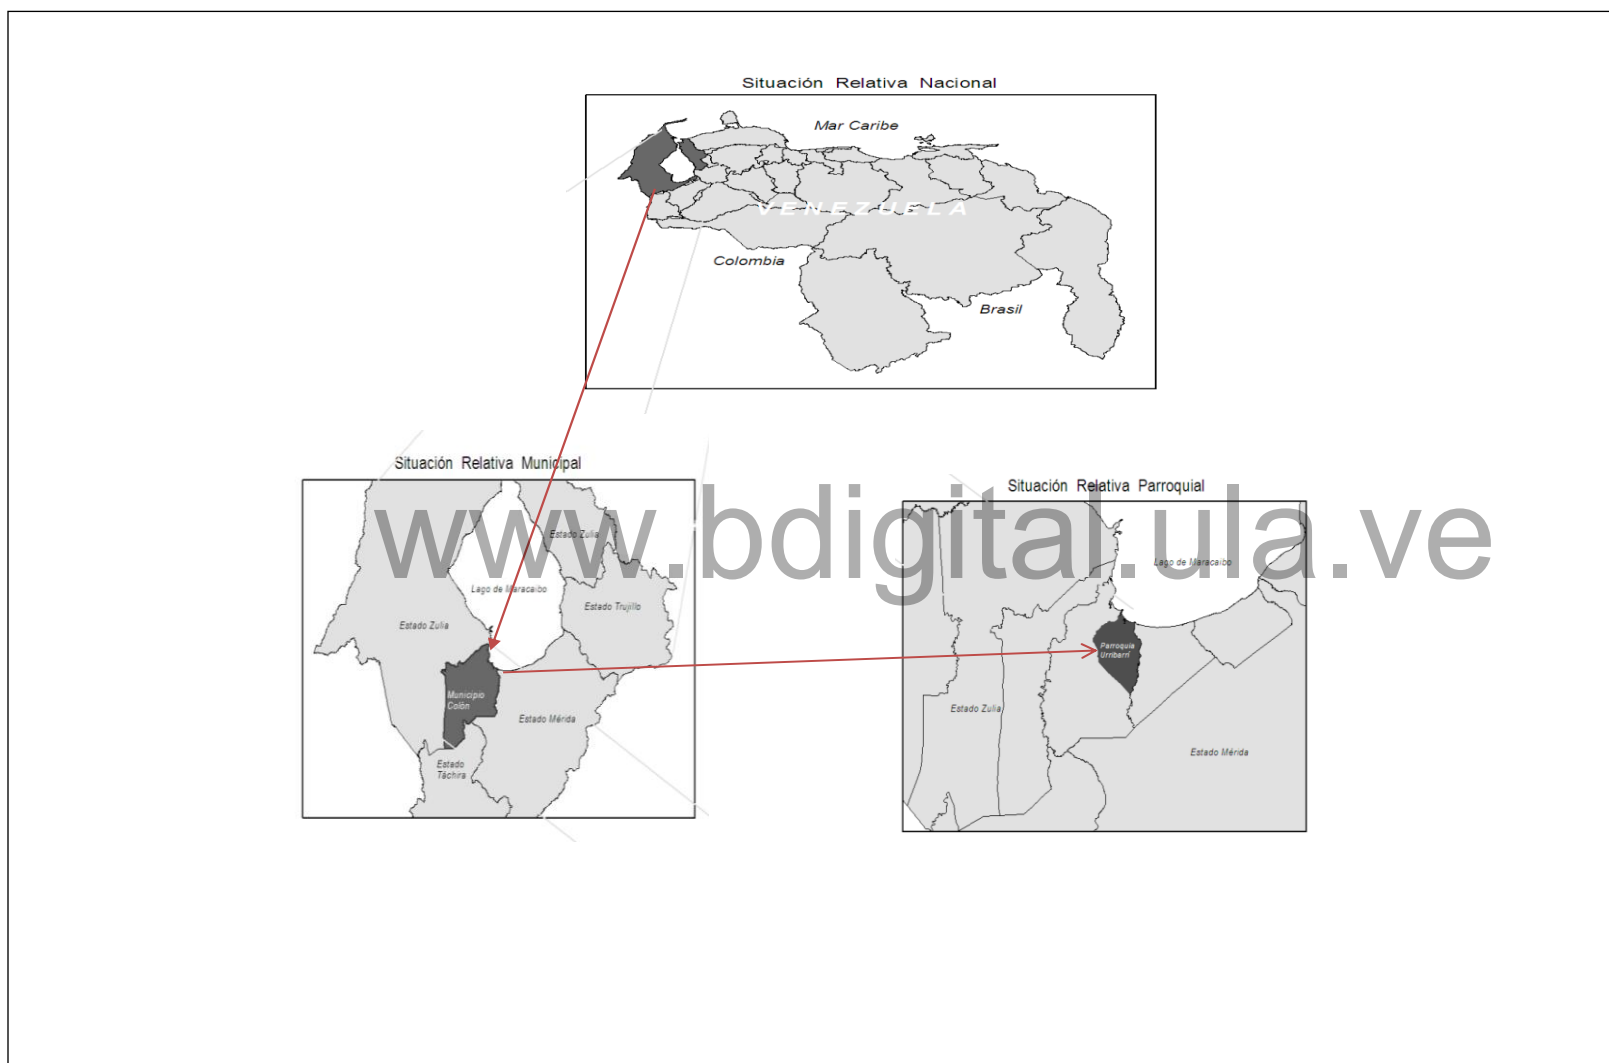 Situación Relativa Nacional
Mar Caribe
VENEZUELA
Colombia
Brasil
Situación Relativa Municipal
Estado Zulia
Lago de Maracaibo
Estado Trujillo
Estado Zulia
Municipio
Colón
Estado Mérida
Estado
Táchira
Situación Relativa Parroquial
Lago de Maracaibo
Parroquia
Urribarrí
Estado Zulia
Estado Mérida
www.bdigital.ula.ve